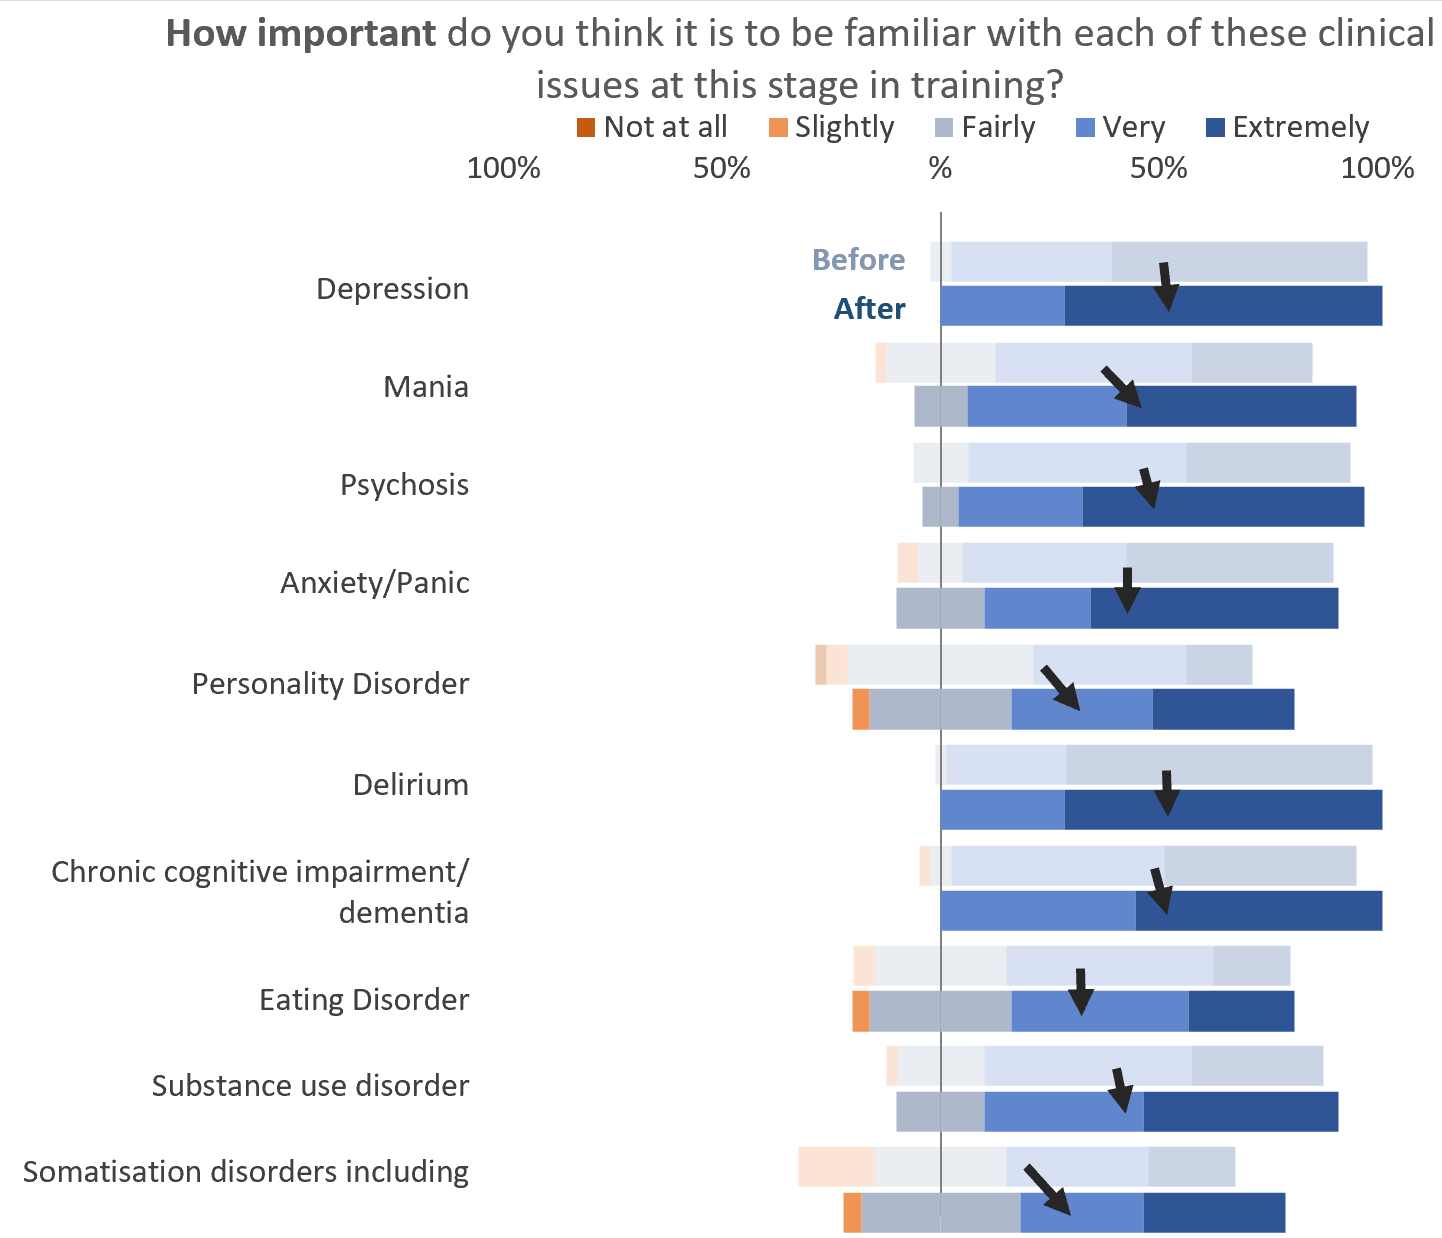 How important do you think it is to be familiar with each of these clinical
issues at this stage in training?
Not at all Slightly Fairly Very Extremely
100% 50% % 50% 100%
Before
Depression
After
Mania
Psychosis
Anxiety/Panic
Personality Disorder
Delirium
Chronic cognitive impairment/
dementia
Eating Disorder
Substance use disorder
Somatisation disorders including